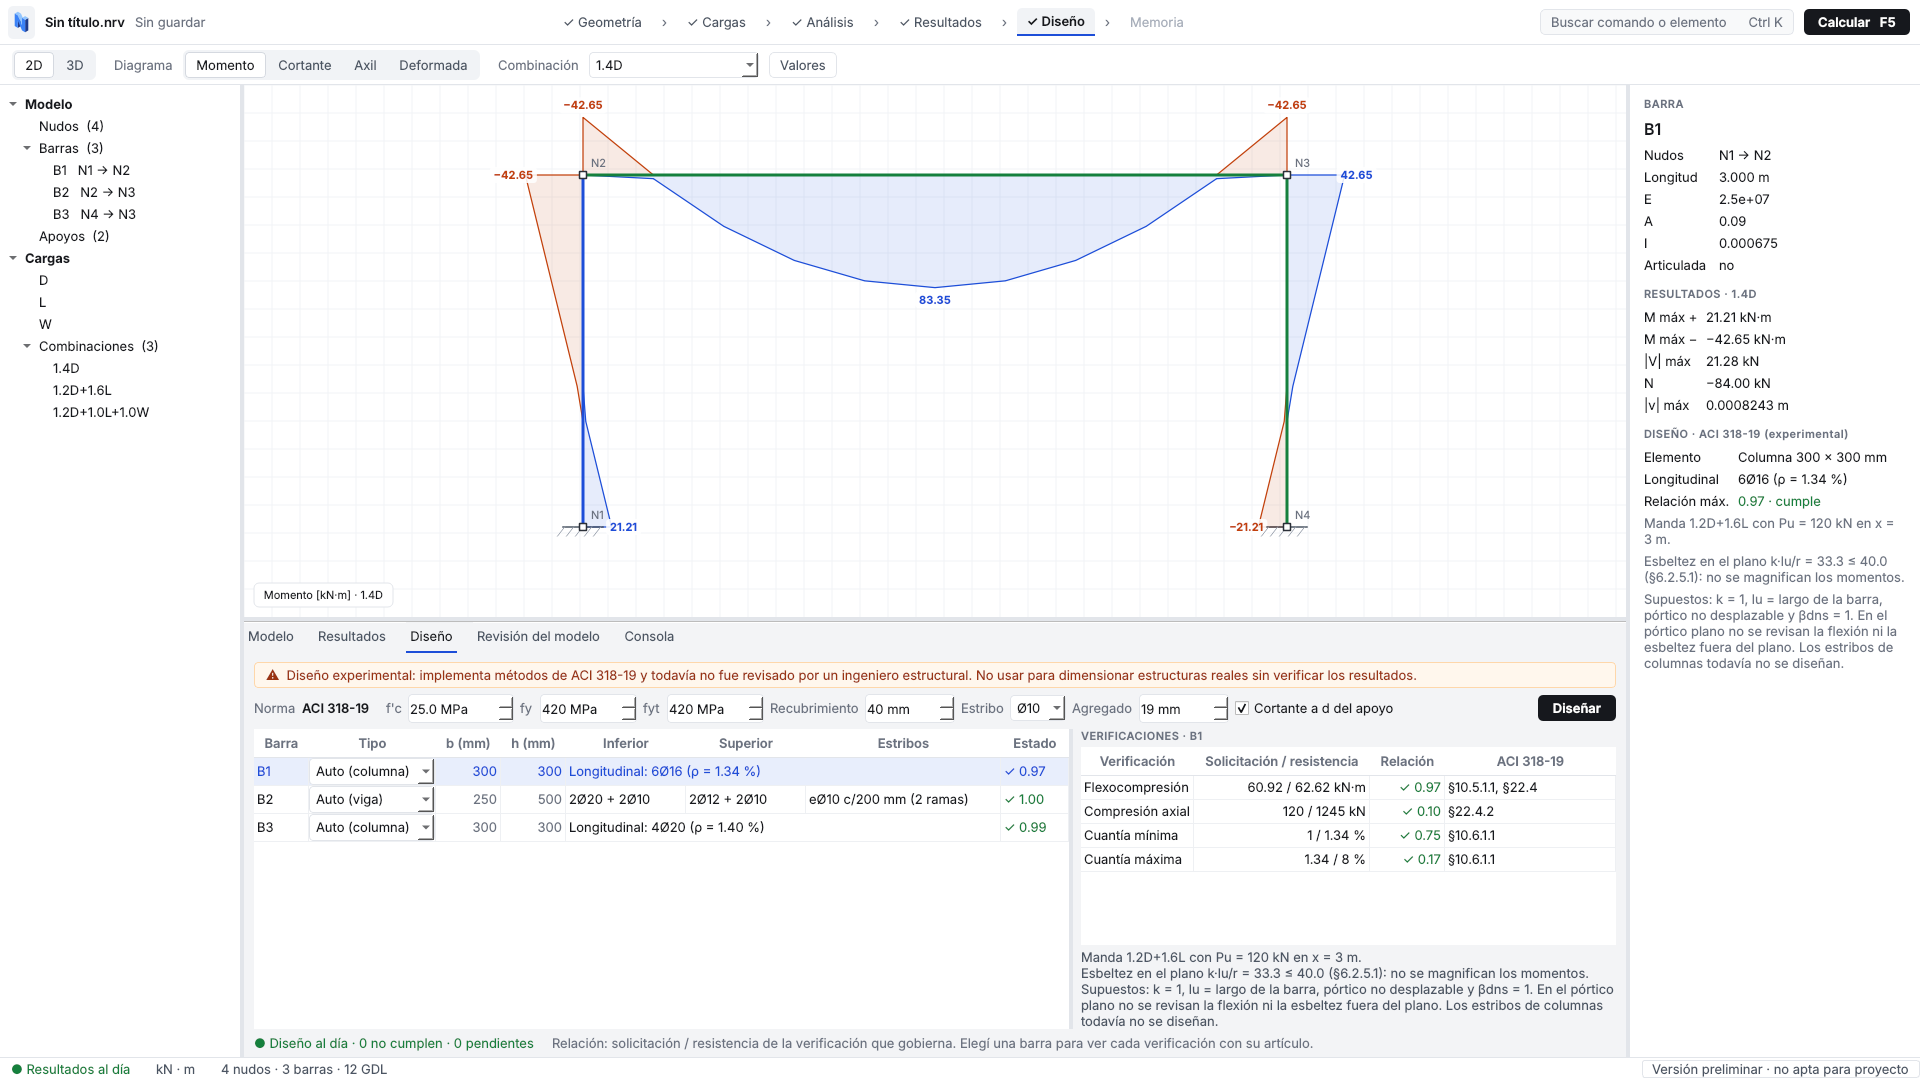 Sin título.nrv Sin guardar
✓ Geometría › ✓ Cargas › ✓ Análisis › ✓ Resultados › ✓ Diseño › Memoria
Buscar comando o elemento Ctrl K
Calcular F5
2D 3D Diagrama Momento Cortante Axil Deformada Combinación 1.4D Valores
Modelo
Nudos (4)
Barras (3)
B1 N1 → N2
B2 N2 → N3
B3 N4 → N3
Apoyos (2)
Cargas
D
L
W
Combinaciones (3)
1.4D
1.2D+1.6L
1.2D+1.0L+1.0W
−42.65 −42.65
N2 N3
−42.65 42.65
83.35
N1 N4
21.21 −21.21
Momento [kN·m] · 1.4D
BARRA
B1
Nudos N1 → N2
Longitud 3.000 m
E 2.5e+07
A 0.09
I 0.000675
Articulada no
RESULTADOS · 1.4D
M máx + 21.21 kN·m
M máx − −42.65 kN·m
|V| máx 21.28 kN
N −84.00 kN
|v| máx 0.0008243 m
DISEÑO · ACI 318-19 (experimental)
Elemento Columna 300 × 300 mm
Longitudinal 6Ø16 (ρ = 1.34 %)
Relación máx. 0.97 · cumple
Manda 1.2D+1.6L con Pu = 120 kN en x =
3 m.
Esbeltez en el plano k·lu/r = 33.3 ≤ 40.0
(§6.2.5.1): no se magnifican los momentos.
Supuestos: k = 1, lu = largo de la barra,
pórtico no desplazable y βdns = 1. En el
pórtico plano no se revisan la flexión ni la
esbeltez fuera del plano. Los estribos de
columnas todavía no se diseñan.
Modelo Resultados Diseño Revisión del modelo Consola
Diseño experimental: implementa métodos de ACI 318-19 y todavía no fue revisado por un ingeniero estructural. No usar para dimensionar estructuras reales sin verificar los resultados.
Norma ACI 318-19 f'c 25.0 MPa fy 420 MPa fyt 420 MPa Recubrimiento 40 mm Estribo Ø10 Agregado 19 mm ✓ Cortante a d del apoyo Diseñar
Barra Tipo b (mm) h (mm) Inferior Superior Estribos Estado
B1 Auto (columna) 300 300 Longitudinal: 6Ø16 (ρ = 1.34 %) ✓ 0.97
B2 Auto (viga) 250 500 2Ø20 + 2Ø10 2Ø12 + 2Ø10 eØ10 c/200 mm (2 ramas) ✓ 1.00
B3 Auto (columna) 300 300 Longitudinal: 4Ø20 (ρ = 1.40 %) ✓ 0.99
VERIFICACIONES · B1
Verificación Solicitación / resistencia Relación ACI 318-19
Flexocompresión 60.92 / 62.62 kN·m ✓ 0.97 §10.5.1.1, §22.4
Compresión axial 120 / 1245 kN ✓ 0.10 §22.4.2
Cuantía mínima 1 / 1.34 % ✓ 0.75 §10.6.1.1
Cuantía máxima 1.34 / 8 % ✓ 0.17 §10.6.1.1
Manda 1.2D+1.6L con Pu = 120 kN en x = 3 m.
Esbeltez en el plano k·lu/r = 33.3 ≤ 40.0 (§6.2.5.1): no se magnifican los momentos.
Supuestos: k = 1, lu = largo de la barra, pórtico no desplazable y βdns = 1. En el pórtico
plano no se revisan la flexión ni la esbeltez fuera del plano. Los estribos de columnas
todavía no se diseñan.
Diseño al día · 0 no cumplen · 0 pendientes Relación: solicitación / resistencia de la verificación que gobierna. Elegí una barra para ver cada verificación con su artículo.
Resultados al día kN · m 4 nudos · 3 barras · 12 GDL Versión preliminar · no apta para proyecto